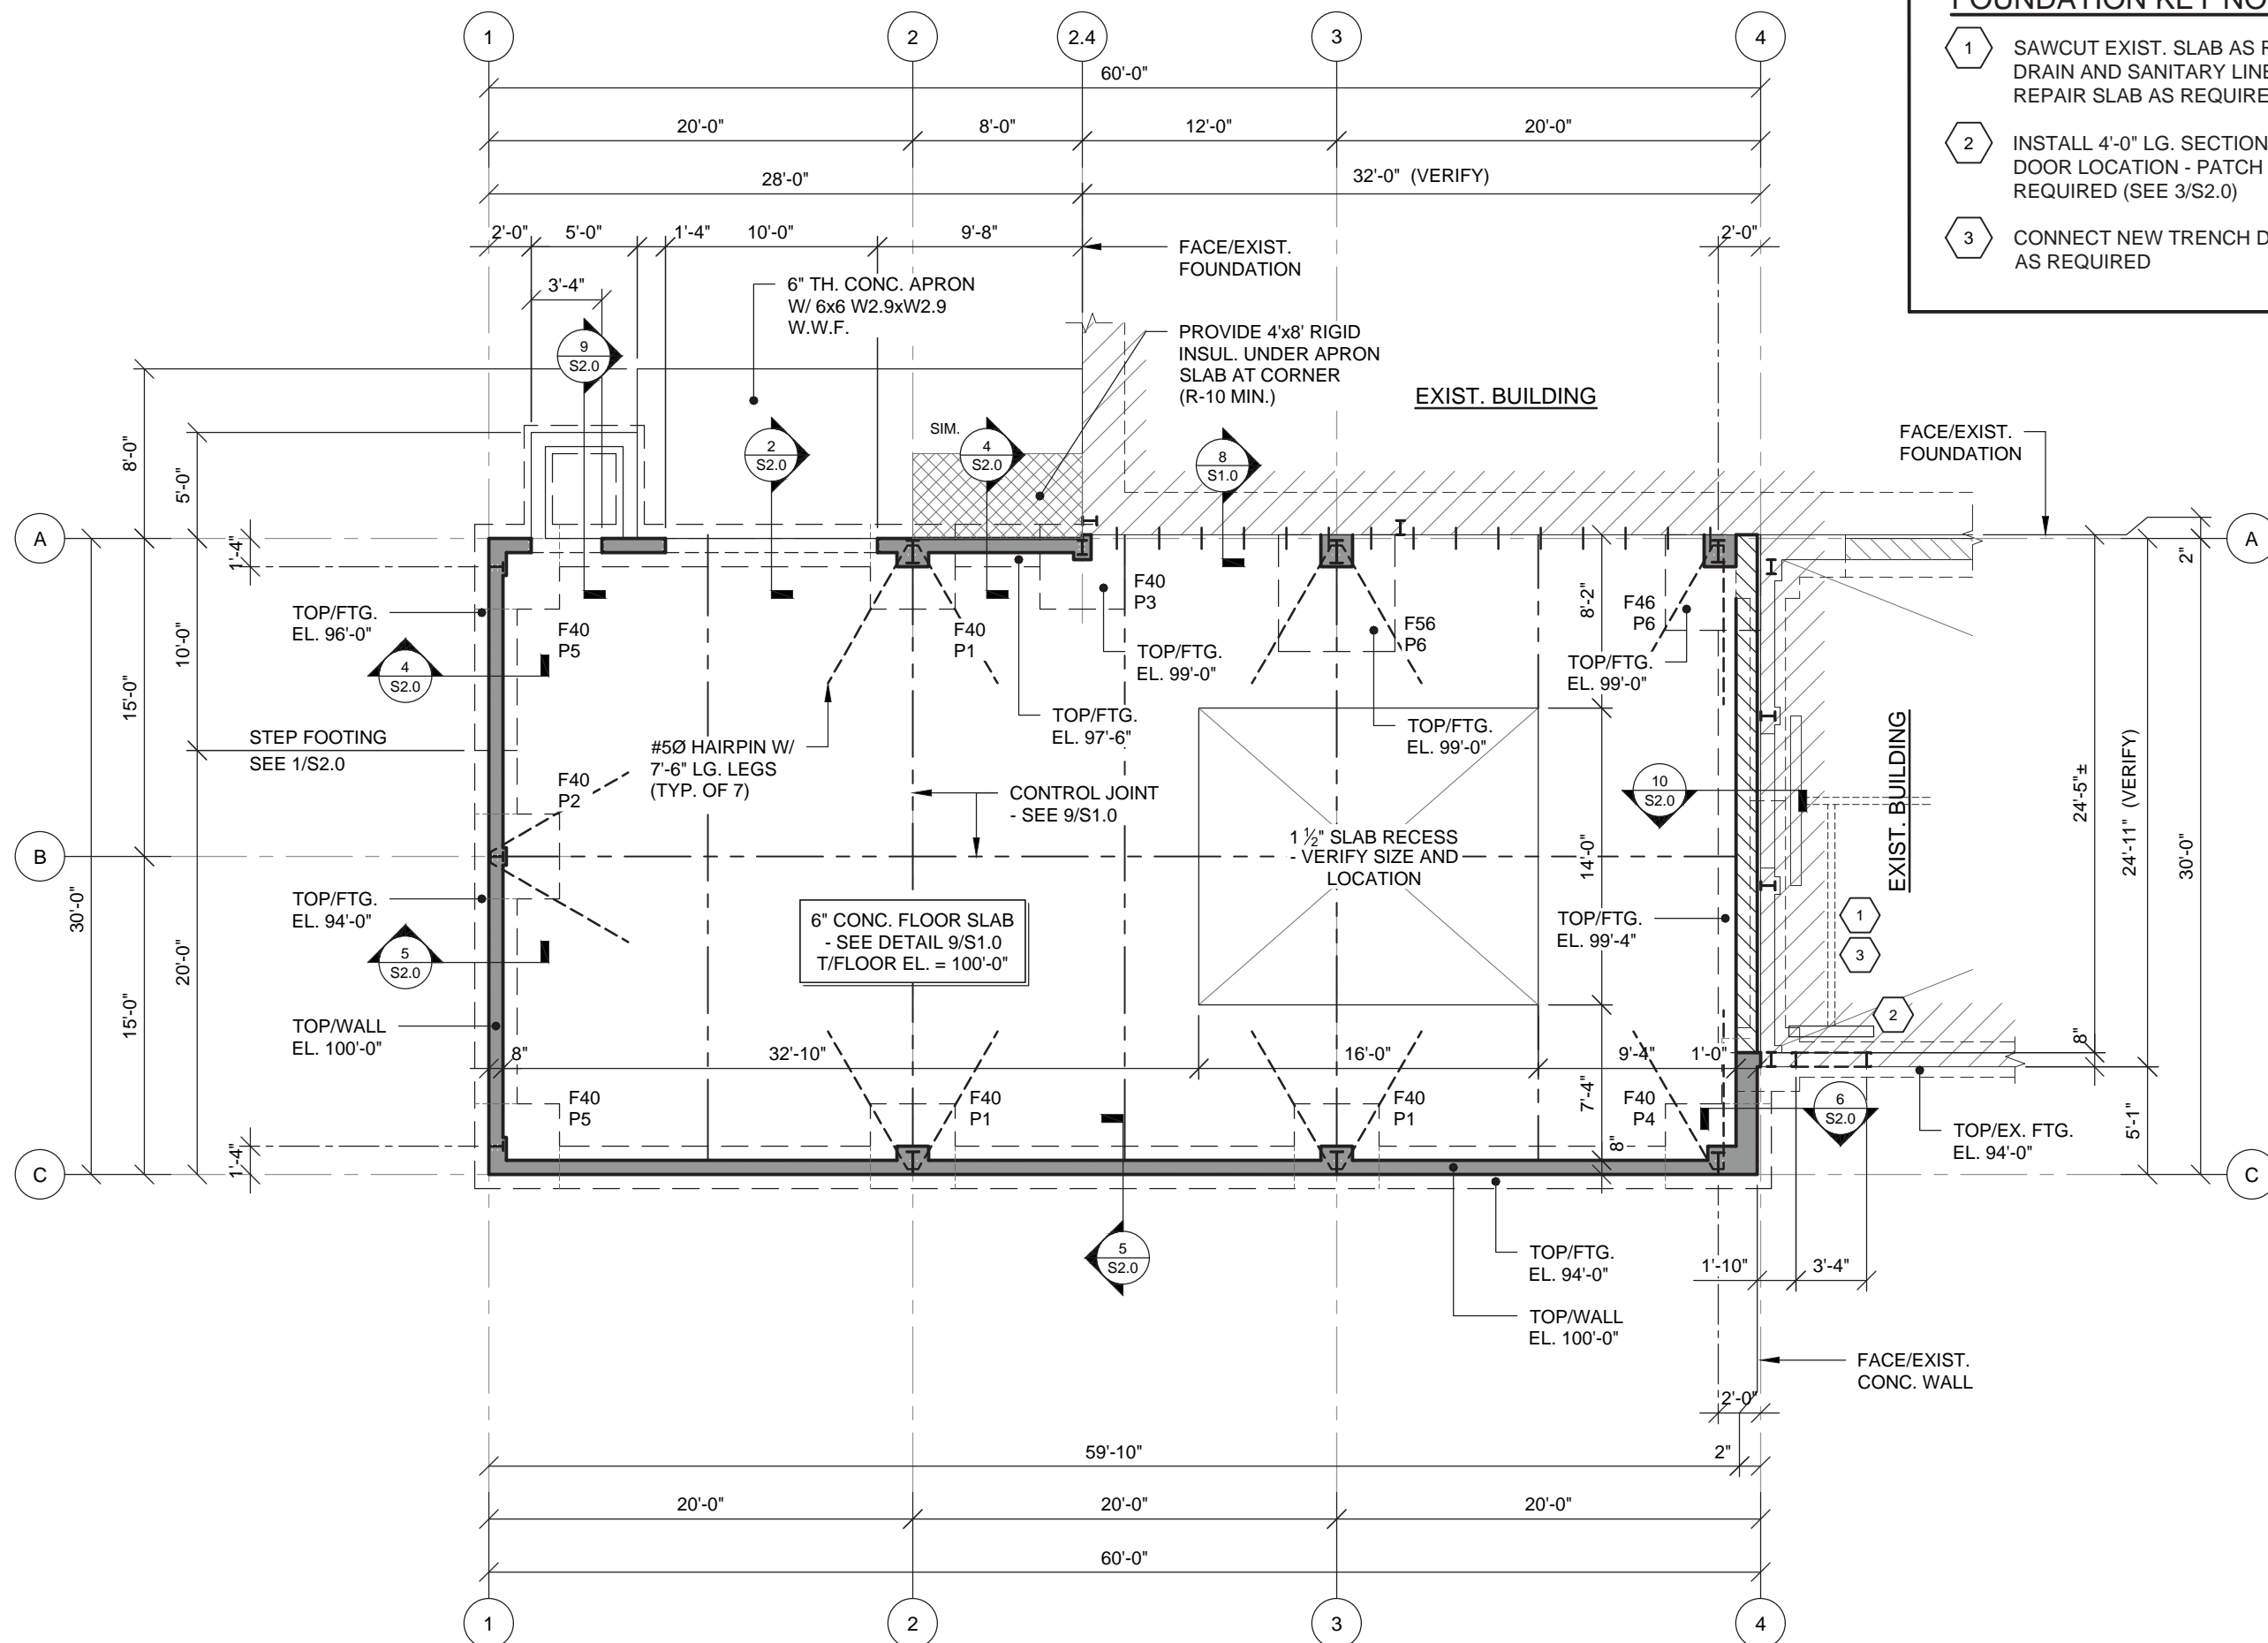 FOUNDATION KEY NO
1
SAWCUT EXIST. SLAB AS R
DRAIN AND SANITARY LINE
REPAIR SLAB AS REQUIRE
2
INSTALL 4'-0" LG. SECTION
DOOR LOCATION - PATCH
REQUIRED (SEE 3/S2.0)
3
CONNECT NEW TRENCH D
AS REQUIRED
1
2
2.4
3
4
60'-0"
20'-0"
8'-0"
12'-0"
20'-0"
28'-0"
32'-0" (VERIFY)
2'-0"
5'-0"
1'-4"
10'-0"
9'-8"
2'-0"
FACE/EXIST.
FOUNDATION
3'-4"
6" TH. CONC. APRON
W/ 6x6 W2.9xW2.9
W.W.F.
PROVIDE 4'x8' RIGID
INSUL. UNDER APRON
SLAB AT CORNER
(R-10 MIN.)
9
S2.0
EXIST. BUILDING
SIM.
2
S2.0
4
S2.0
8
S1.0
FACE/EXIST.
FOUNDATION
8'-0"
5'-0"
A
A
1'-4"
2"
TOP/FTG.
EL. 96'-0"
F40
P5
F40
P1
F40
P3
TOP/FTG.
EL. 99'-0"
8'-2"
F56
P6
F46
P6
TOP/FTG.
EL. 99'-0"
4
S2.0
10'-0"
15'-0"
STEP FOOTING
SEE 1/S2.0
TOP/FTG.
EL. 97'-6"
TOP/FTG.
EL. 99'-0"
#5Ø HAIRPIN W/
7'-6" LG. LEGS
(TYP. OF 7)
F40
P2
CONTROL JOINT
- SEE 9/S1.0
10
S2.0
EXIST. BUILDING
24'-5"±
24'-11" (VERIFY)
30'-0"
1 ½" SLAB RECESS
- VERIFY SIZE AND
LOCATION
14'-0"
B
30'-0"
TOP/FTG.
EL. 94'-0"
6" CONC. FLOOR SLAB
- SEE DETAIL 9/S1.0
T/FLOOR EL. = 100'-0"
TOP/FTG.
EL. 99'-4"
1
3
5
S2.0
20'-0"
15'-0"
TOP/WALL
EL. 100'-0"
2
8"
32'-10"
16'-0"
9'-4"
1'-0"
8"
F40
P5
F40
P1
F40
P1
7'-4"
F40
P4
6
S2.0
TOP/EX. FTG.
EL. 94'-0"
5'-1"
8"
1'-4"
C
C
5
S2.0
TOP/FTG.
EL. 94'-0"
1'-10"
3'-4"
TOP/WALL
EL. 100'-0"
FACE/EXIST.
CONC. WALL
2'-0"
59'-10"
2"
20'-0"
20'-0"
20'-0"
60'-0"
1
2
3
4